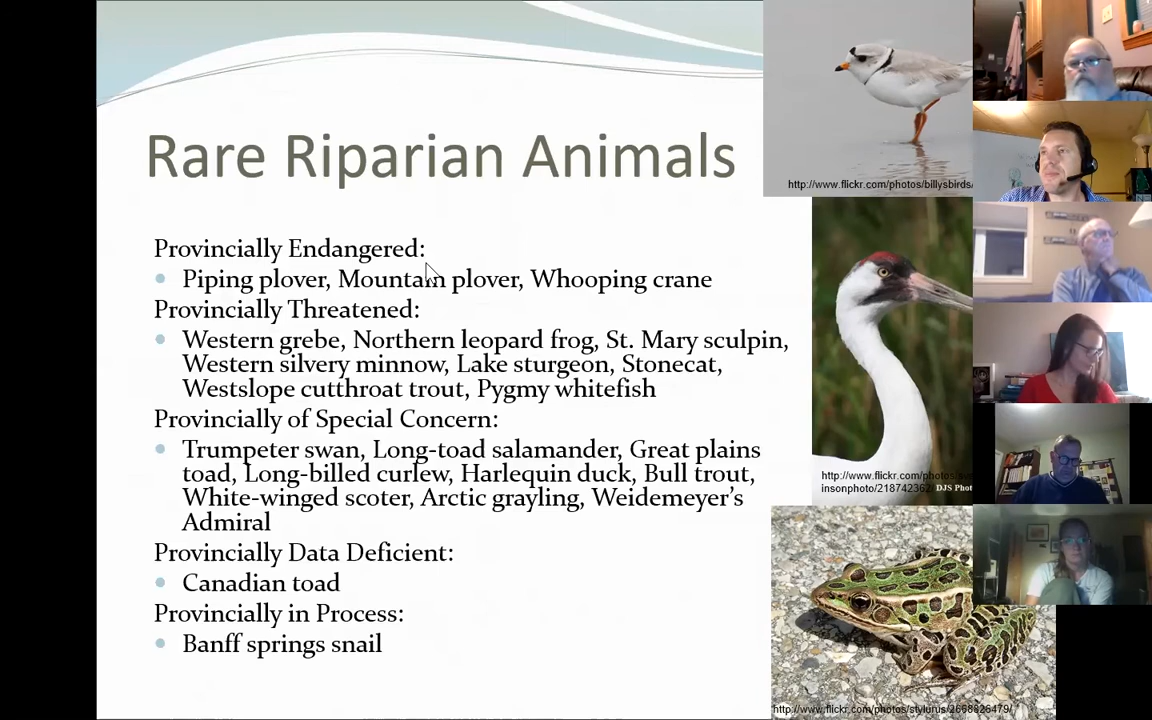 Rare Riparian Animals
http://www.flickr.com/photos/billysbirds/
Provincially Endangered:
Piping plover, Mountain plover, Whooping crane
Provincially Threatened:
Western grebe, Northern leopard frog, St. Mary sculpin,
Western silvery minnow, Lake sturgeon, Stonecat,
Westslope cutthroat trout, Pygmy whitefish
Provincially of Special Concern:
Trumpeter swan, Long-toad salamander, Great plains
toad, Long-billed curlew, Harlequin duck, Bull trout,
White-winged scoter, Arctic grayling, Weidemeyer's
Admiral
Provincially Data Deficient:
Canadian toad
Provincially in Process:
Banff springs snail
http://www.flickr.com/photos/
insonphoto/218742362/ DJS Phot
http://www.flickr.com/photos/stylurus/2668826479/